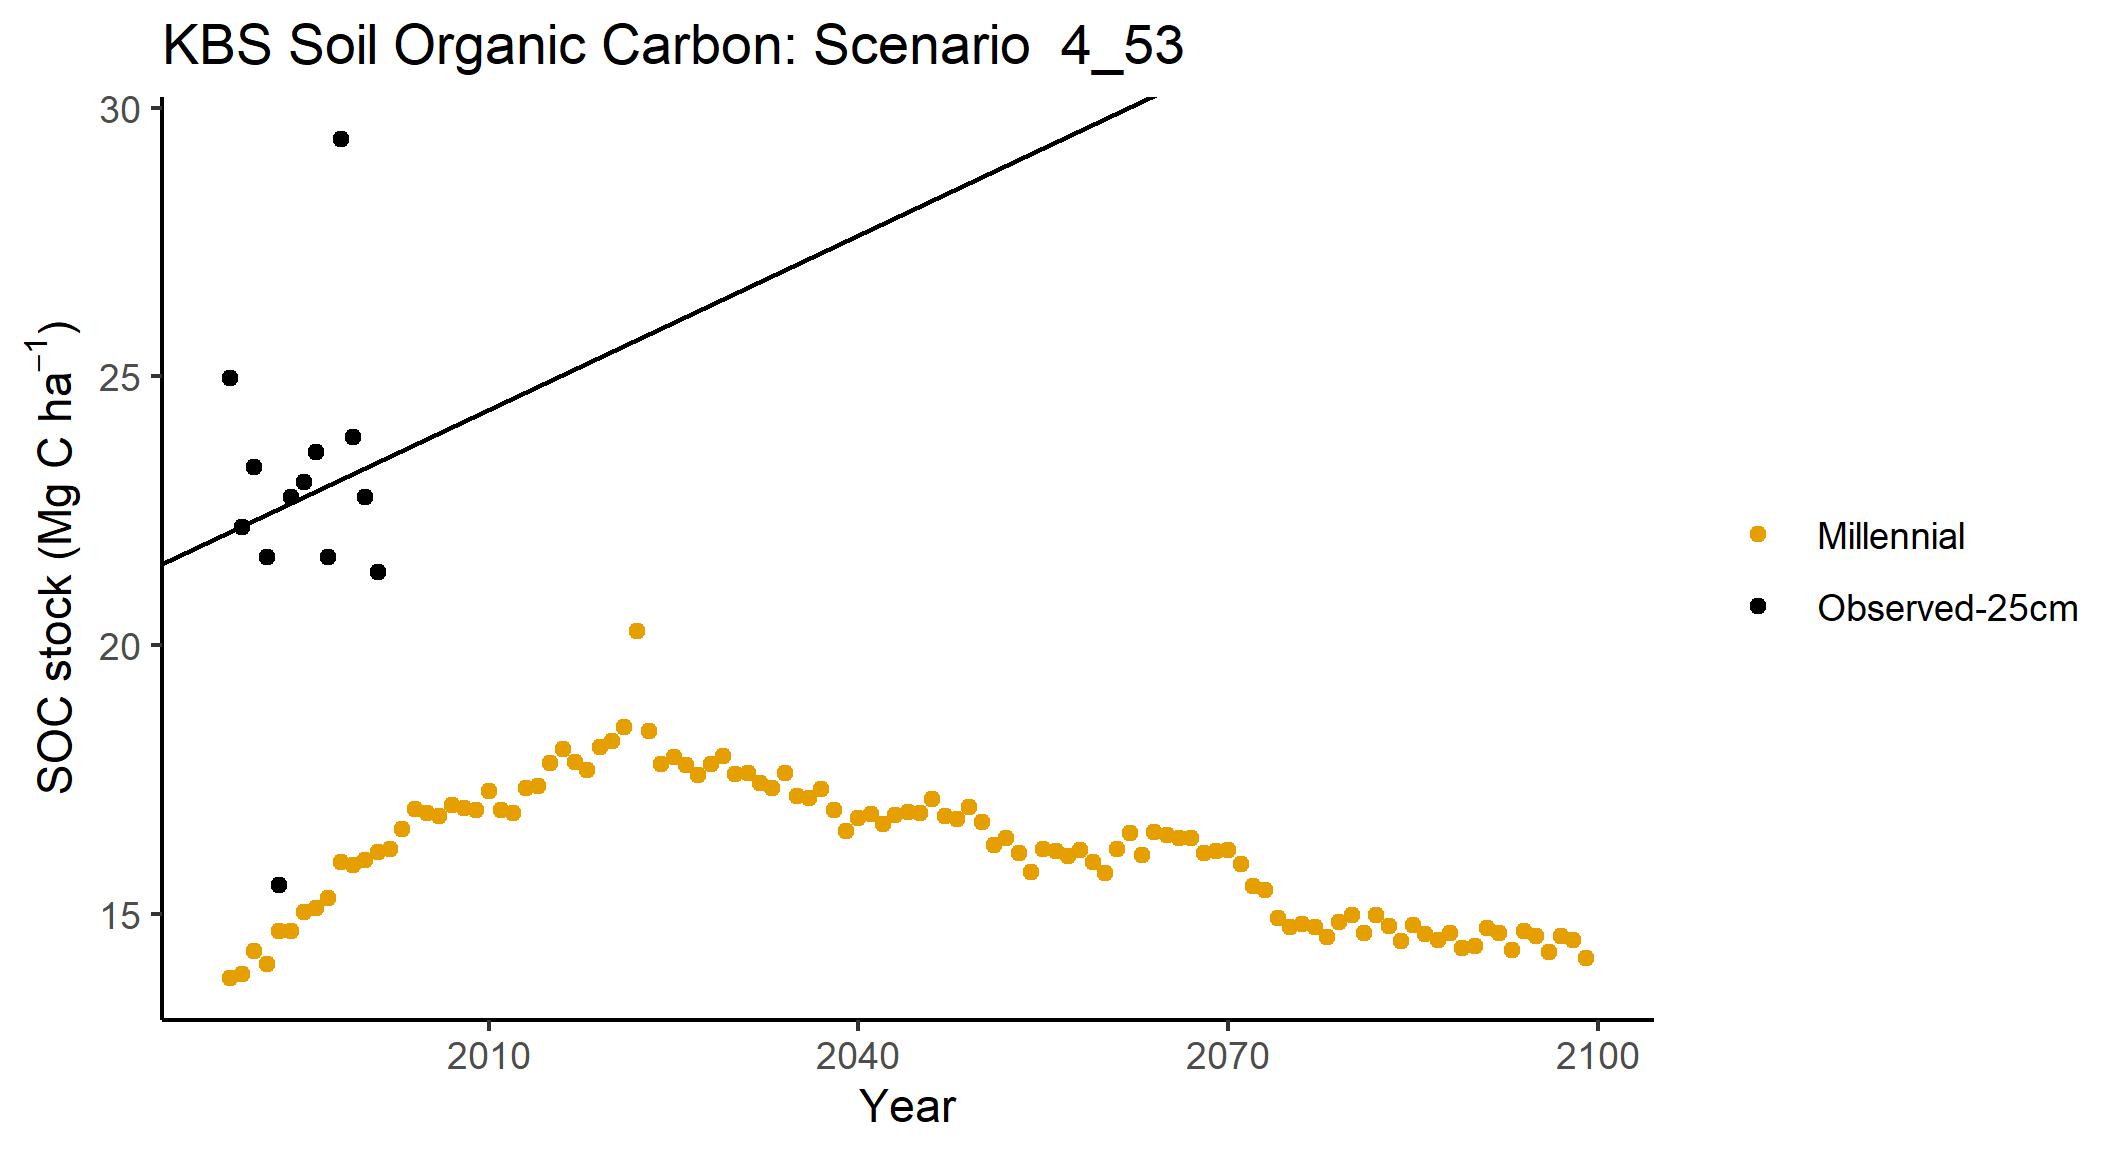 KBS Soil Organic Carbon: Scenario  4_53
SOC stock (Mg C ha⁻¹)
30
25
20
15
2010
2040
2070
2100
Year
Millennial
Observed-25cm